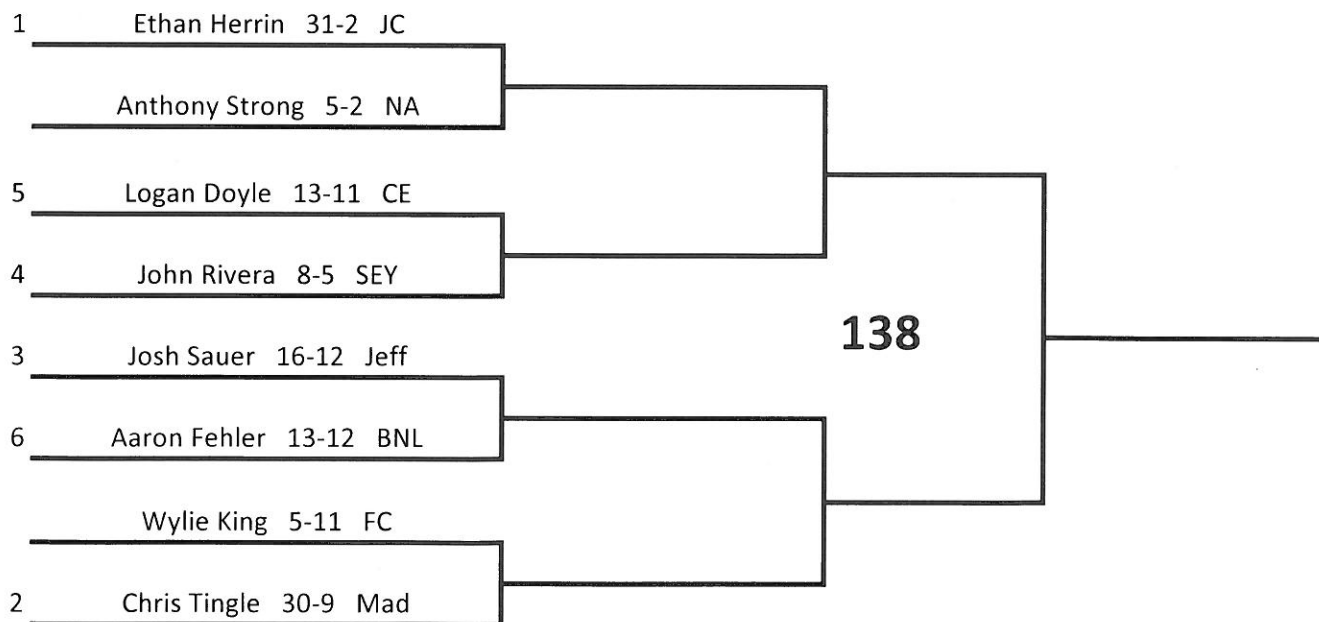 1 Ethan Herrin 31-2 JC
Anthony Strong 5-2 NA
5 Logan Doyle 13-11 CE
4 John Rivera 8-5 SEY
138
3 Josh Sauer 16-12 Jeff
6 Aaron Fehler 13-12 BNL
Wylie King 5-11 FC
2 Chris Tingle 30-9 Mad